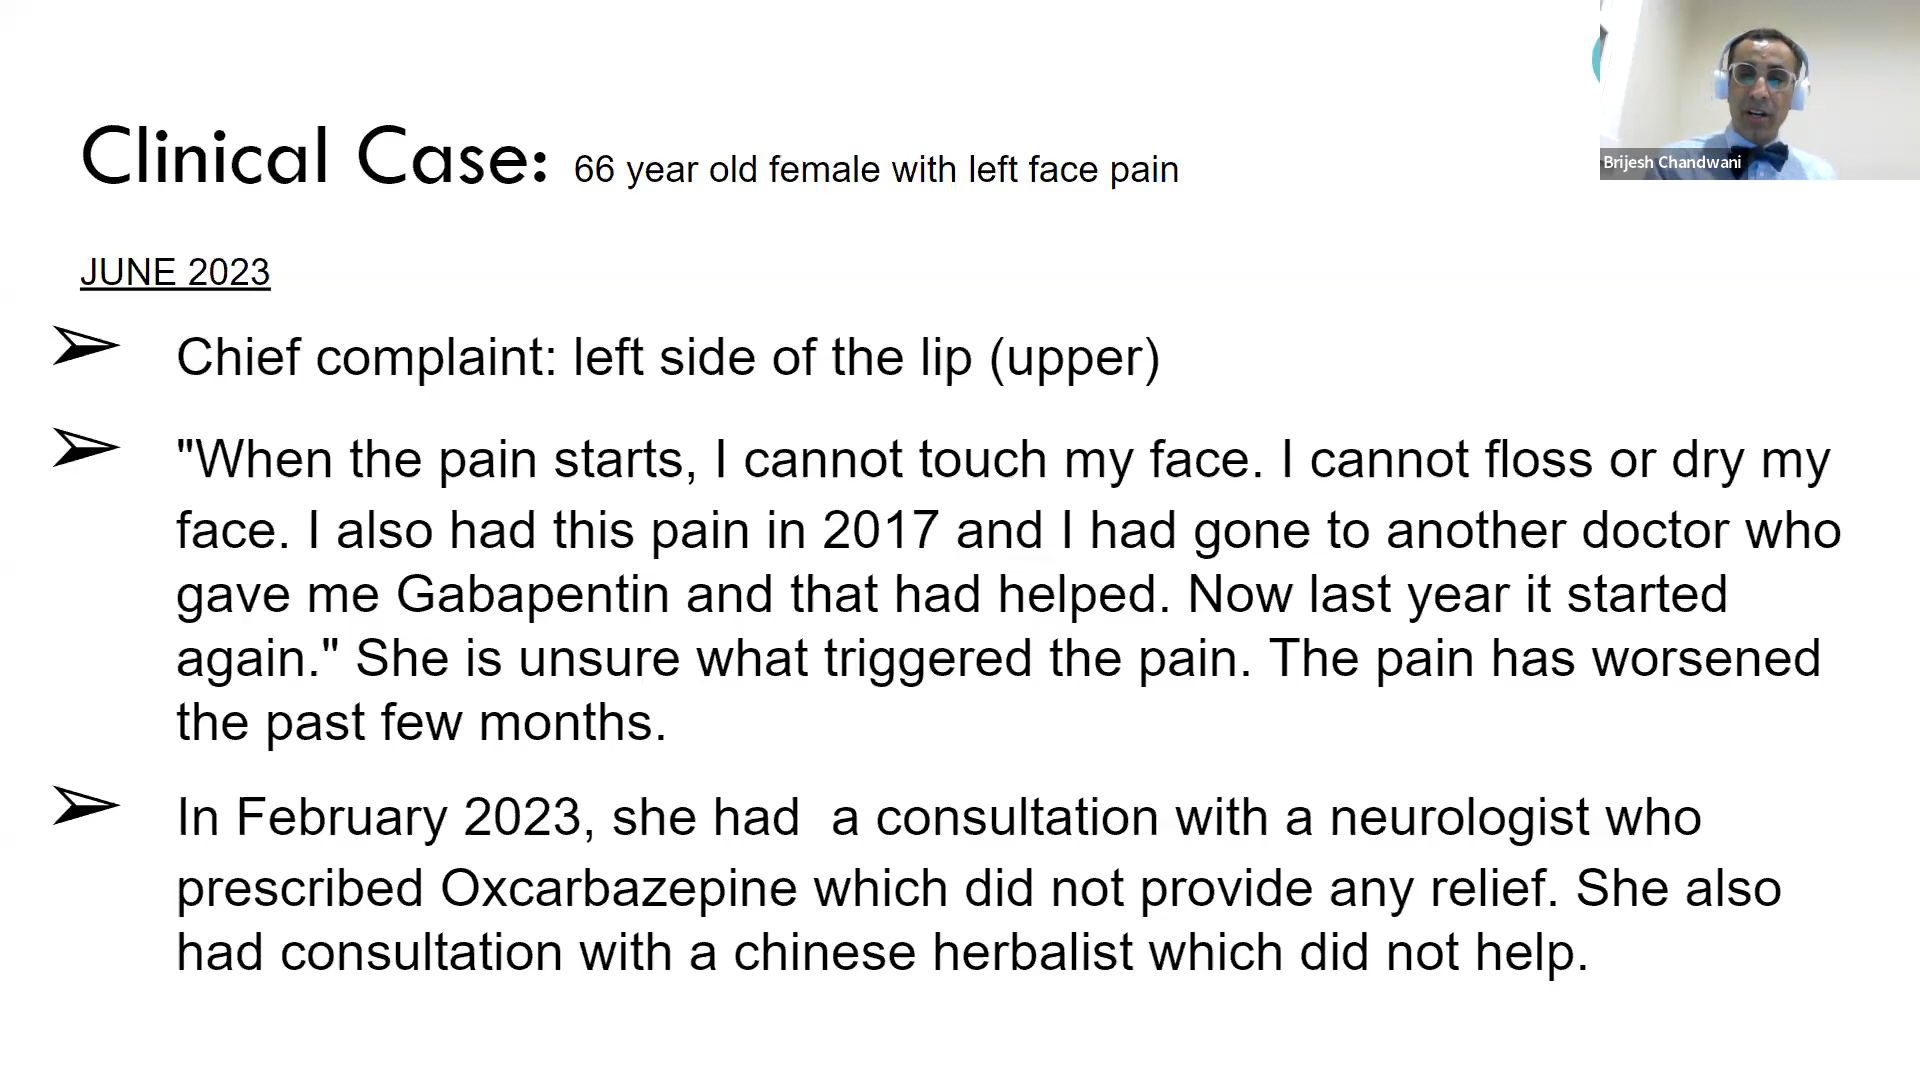 Brijesh Chandwani
Clinical Case: 66 year old female with left face pain
JUNE 2023
➢ Chief complaint: left side of the lip (upper)
➢ "When the pain starts, I cannot touch my face. I cannot floss or dry my
face. I also had this pain in 2017 and I had gone to another doctor who
gave me Gabapentin and that had helped. Now last year it started
again." She is unsure what triggered the pain. The pain has worsened
the past few months.
➢ In February 2023, she had  a consultation with a neurologist who
prescribed Oxcarbazepine which did not provide any relief. She also
had consultation with a chinese herbalist which did not help.